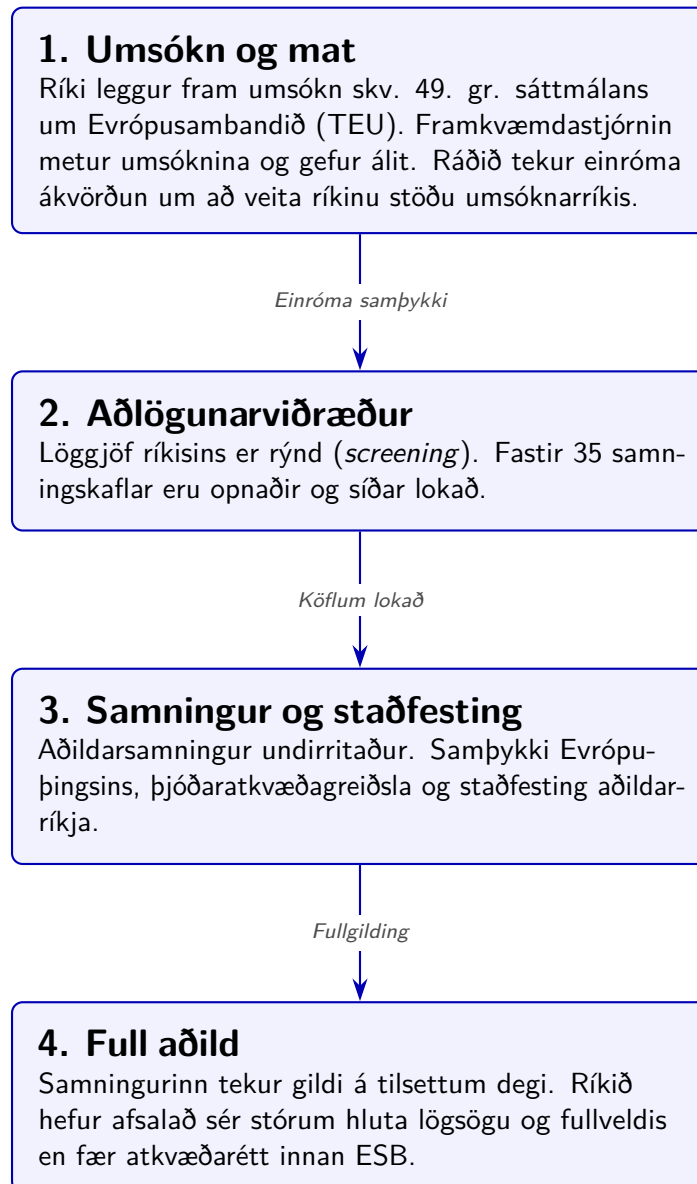 1. Umsókn og mat
Ríki leggur fram umsókn skv. 49. gr. sáttmálans
um Evrópusambandið (TEU). Framkvæmdastjórnin
metur umsóknina og gefur álit. Ráðið tekur einróma
ákvörðun um að veita ríkinu stöðu umsóknarríkis.
Einróma samþykki
2. Aðlögunarviðræður
Löggjöf ríkisins er rýnd (screening). Fastir 35 samn-
ingskaflar eru opnaðir og síðar lokað.
Köflum lokað
3. Samningur og staðfesting
Aðildarsamningur undirritaður. Samþykki Evrópu-
þingsins, þjóðaratkvæðagreiðsla og staðfesting aðildar-
ríkja.
Fullgilding
4. Full aðild
Samningurinn tekur gildi á tilsettum degi. Ríkið
hefur afsalað sér stórum hluta lögsögu og fullveldis
en fær atkvæðarétt innan ESB.